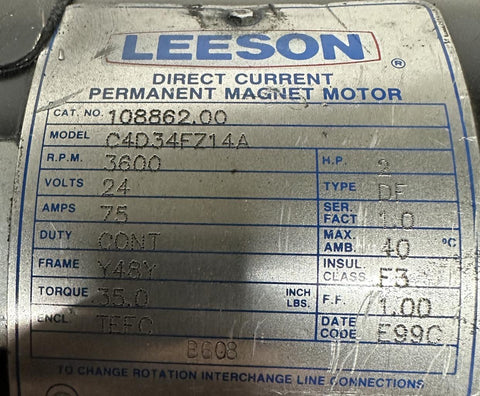 LEESON ®
DIRECT CURRENT
PERMANENT MAGNET MOTOR
CAT. NO. 108862.00
MODEL C4D34FZ14A
R.P.M. 3600 H.P. 2
VOLTS 24 TYPE DF
AMPS 75 SER. FACT 1.0
DUTY CONT MAX. AMB. 40 °C
FRAME Y48Y INSUL CLASS F3
TORQUE 35.0 INCH LBS. F.F. 1.00
ENCL. TEFC DATE CODE E99C
B608
TO CHANGE ROTATION INTERCHANGE LINE CONNECTIONS